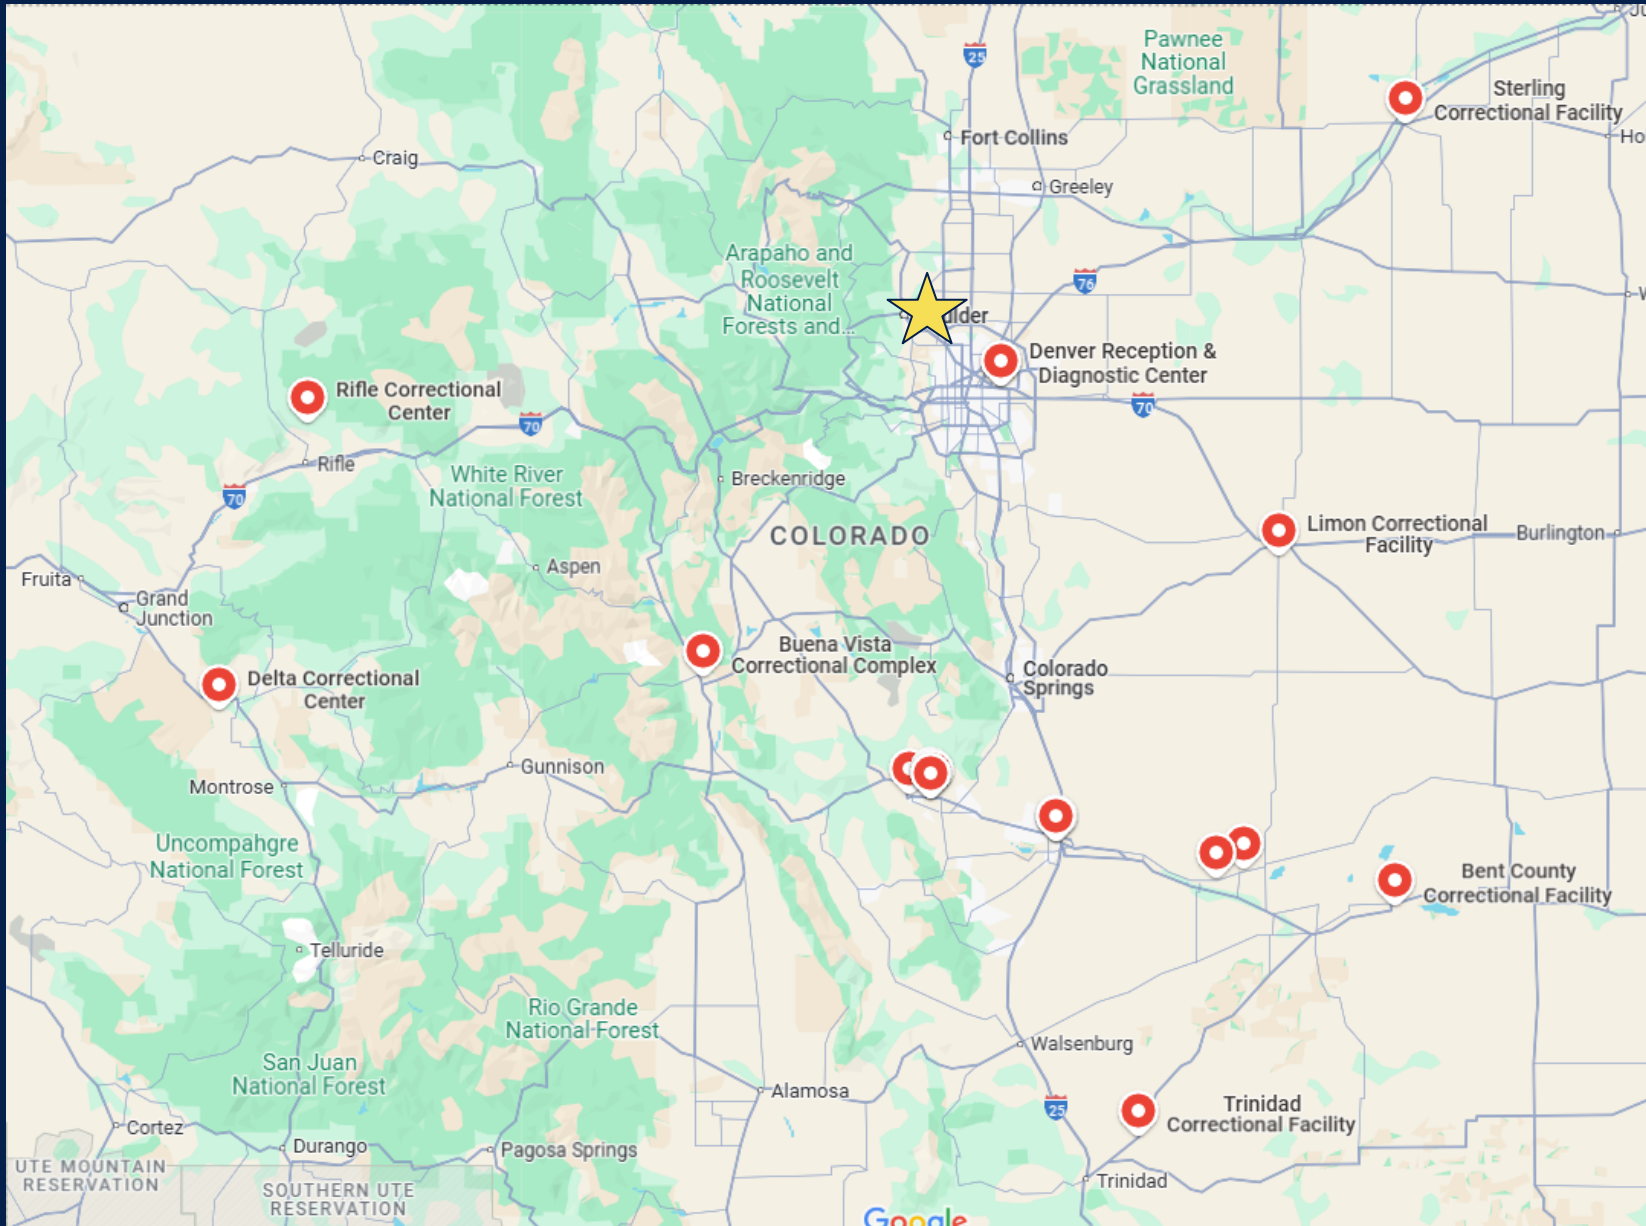 Pawnee
National
Grassland
25
Sterling
Correctional Facility
Fort Collins
Craig
Greeley
Arapaho and
Roosevelt
National
Forests and...
76
Denver Reception &
Diagnostic Center
Rifle Correctional
Center
70
70
Rifle
White River
National Forest
70
Breckenridge
COLORADO
Limon Correctional
Facility
Burlington
Fruita
Aspen
Grand
Junction
Buena Vista
Correctional Complex
Colorado
Springs
Delta Correctional
Center
Gunnison
Montrose
Uncompahgre
National Forest
Bent County
Correctional Facility
Telluride
Rio Grande
National Forest
Walsenburg
San Juan
National Forest
Alamosa
25
Trinidad
Correctional Facility
Cortez
Durango
Pagosa Springs
UTE MOUNTAIN
RESERVATION
Trinidad
SOUTHERN UTE
RESERVATION
Google